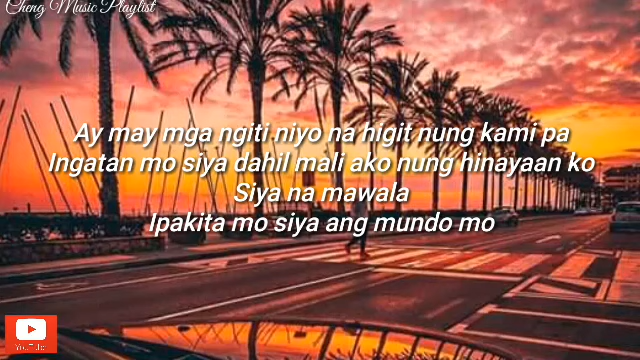 Cheng Music Playlist
Ay may mga ngiti niyo na higit nung kami pa
Ingatan mo siya dahil mali ako nung hinayaan ko
Siya na mawala
Ipakita mo siya ang mundo mo
YouTube